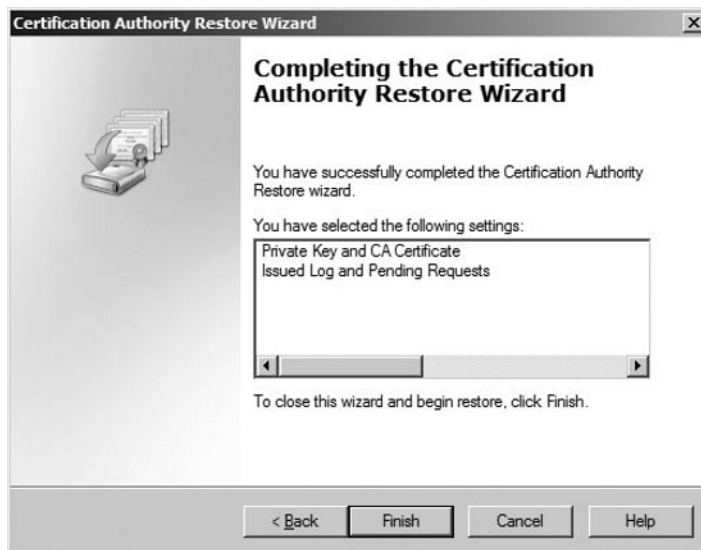 Certification Authority Restore Wizard
Completing the Certification
Authority Restore Wizard
You have successfully completed the Certification Authority
Restore wizard.
You have selected the following settings:
Private Key and CA Certificate
Issued Log and Pending Requests
To close this wizard and begin restore, click Finish.
< Back Finish Cancel Help